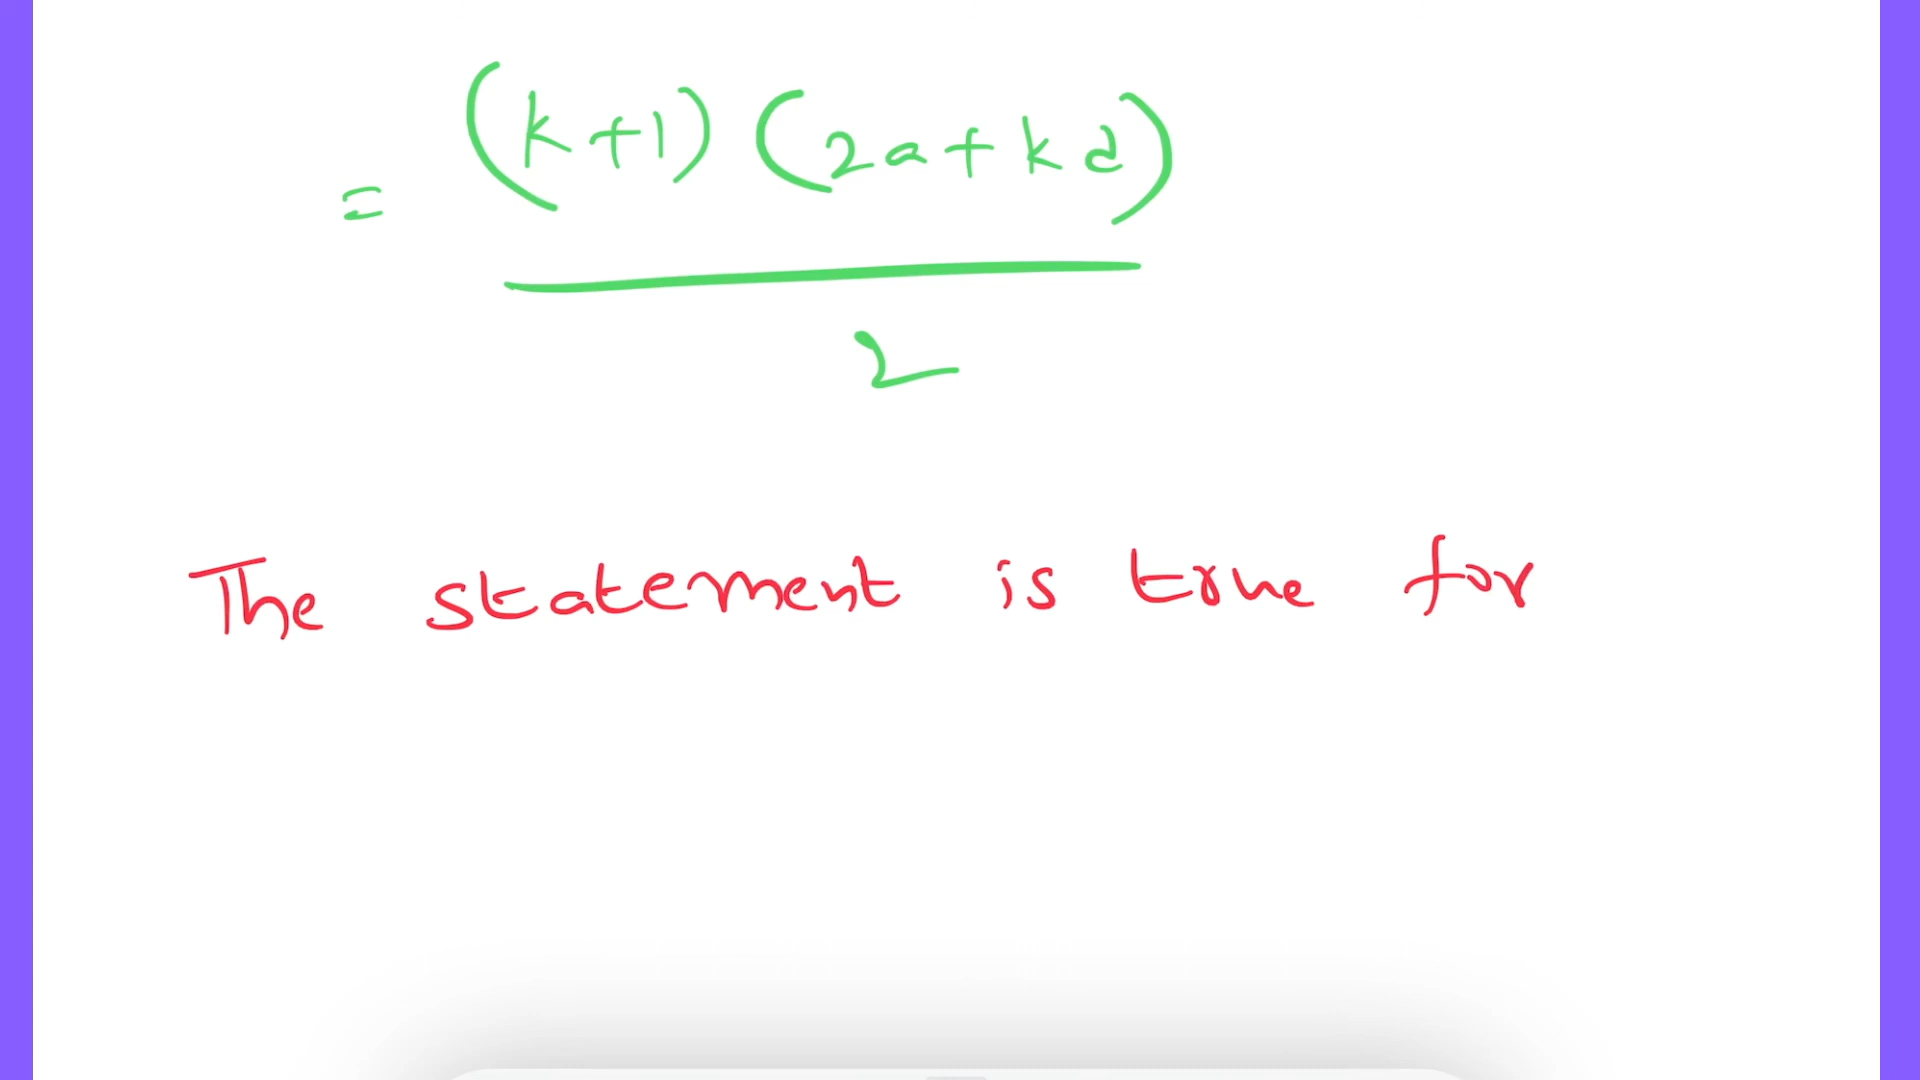 = (k+1) (2a+kd)
2
The statement is true for